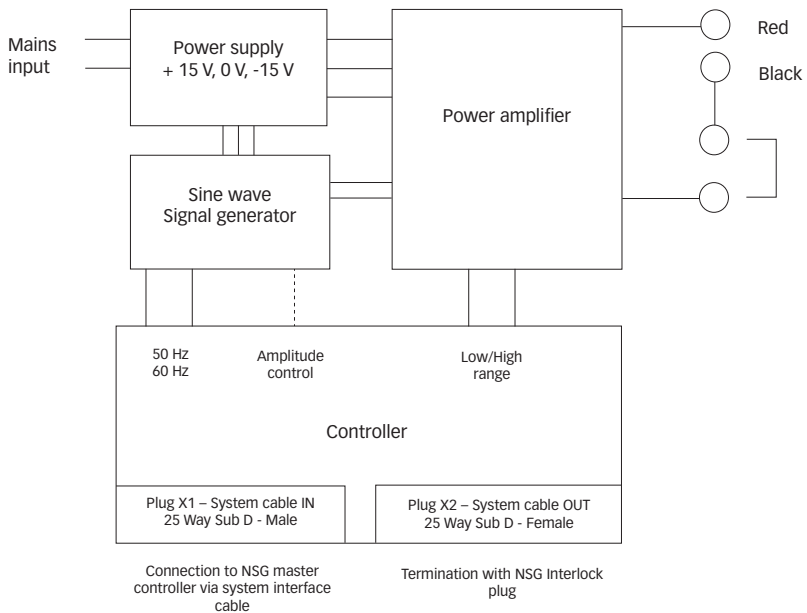 Mains
input
Power supply
+ 15 V, 0 V, -15 V
Power amplifier
Red
Black
Sine wave
Signal generator
50 Hz
60 Hz
Amplitude
control
Low/High
range
Controller
Plug X1 – System cable IN
25 Way Sub D - Male
Plug X2 – System cable OUT
25 Way Sub D - Female
Connection to NSG master
controller via system interface
cable
Termination with NSG Interlock
plug